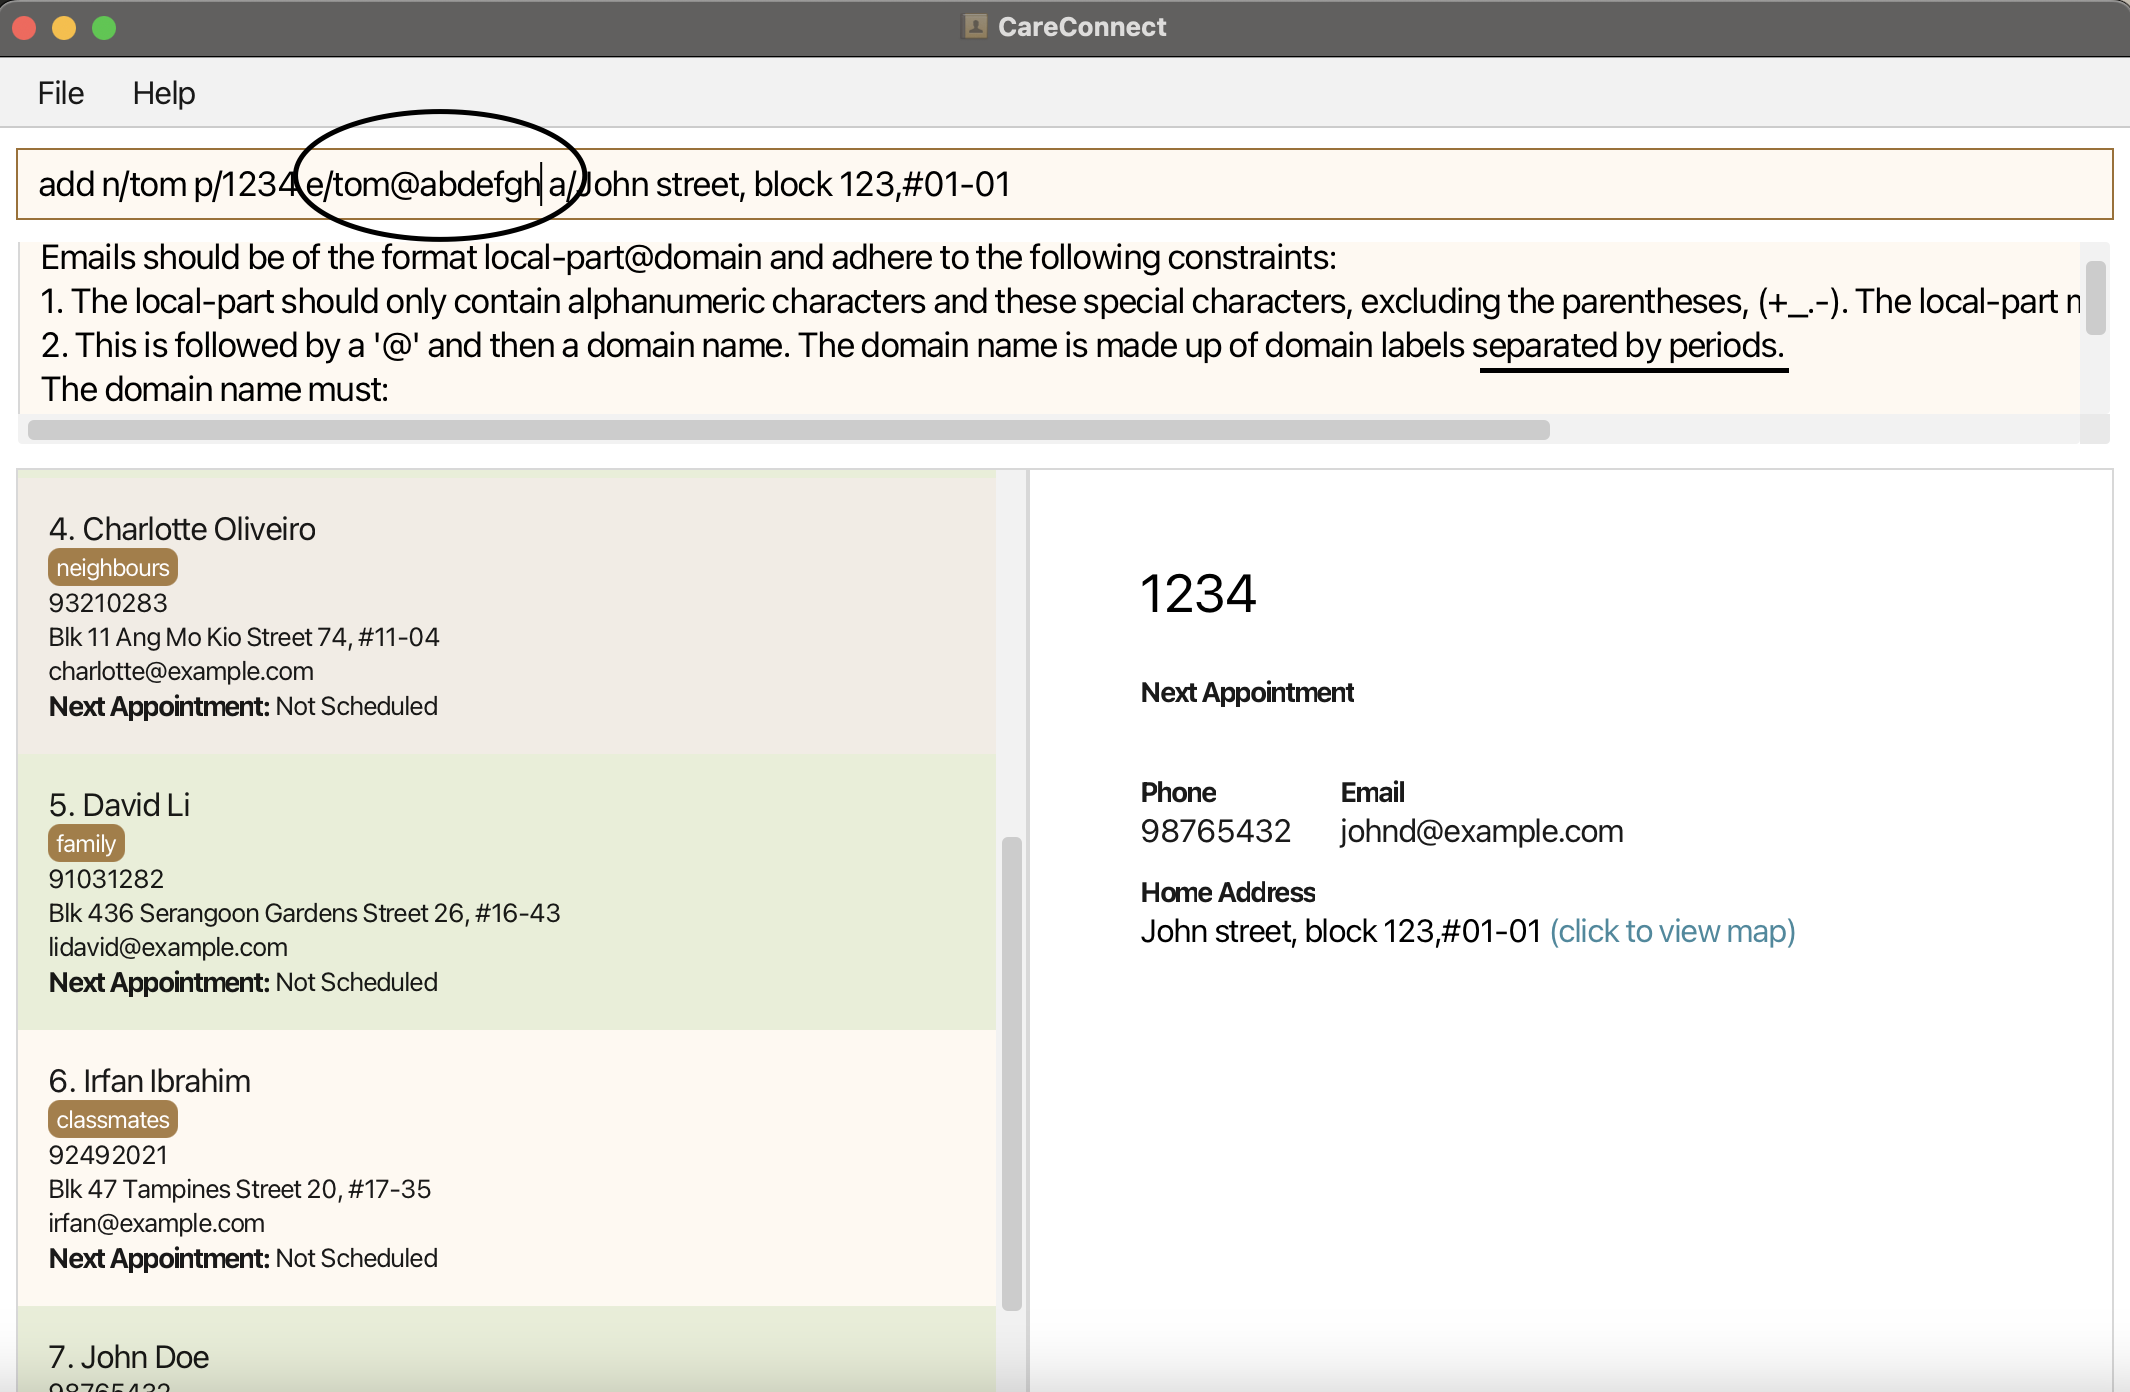 CareConnect
File Help
add n/tom p/1234 e/tom@abdefgh a/John street, block 123,#01-01
Emails should be of the format local-part@domain and adhere to the following constraints:
1. The local-part should only contain alphanumeric characters and these special characters, excluding the parentheses, (+_.-). The local-part
2. This is followed by a '@' and then a domain name. The domain name is made up of domain labels separated by periods.
The domain name must:
4. Charlotte Oliveiro
neighbours
93210283
Blk 11 Ang Mo Kio Street 74, #11-04
charlotte@example.com
Next Appointment: Not Scheduled
5. David Li
family
91031282
Blk 436 Serangoon Gardens Street 26, #16-43
lidavid@example.com
Next Appointment: Not Scheduled
6. Irfan Ibrahim
classmates
92492021
Blk 47 Tampines Street 20, #17-35
irfan@example.com
Next Appointment: Not Scheduled
7. John Doe
98765432
1234
Next Appointment
Phone Email
98765432 johnd@example.com
Home Address
John street, block 123,#01-01 (click to view map)